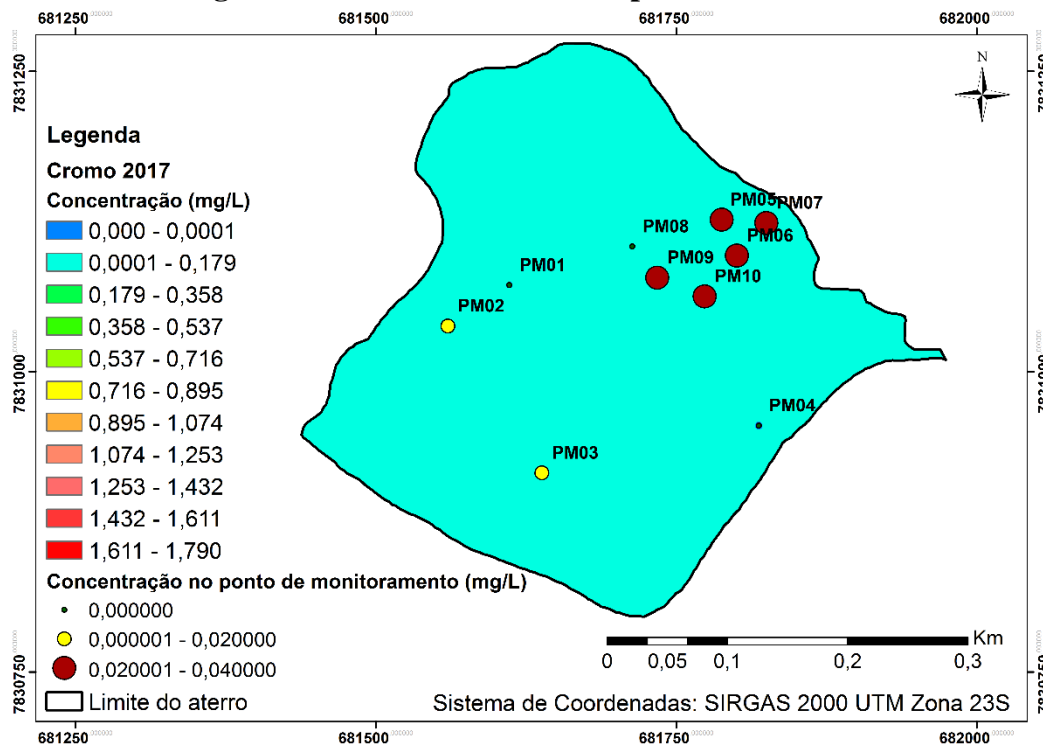 681250 681500 681750 682000
7831250
7831250
N
Legenda
Cromo 2017
Concentração (mg/L)
0,000 - 0,0001
0,0001 - 0,179
0,179 - 0,358
0,358 - 0,537
0,537 - 0,716
0,716 - 0,895
0,895 - 1,074
1,074 - 1,253
1,253 - 1,432
1,432 - 1,611
1,611 - 1,790
Concentração no ponto de monitoramento (mg/L)
0,000000
0,000001 - 0,020000
0,020001 - 0,040000
Limite do aterro
PM05
PM07
PM08
PM06
PM09
PM01
PM10
PM02
PM04
PM03
7831000
7831000
Km
0 0,05 0,1 0,2 0,3
7830750
7830750
Sistema de Coordenadas: SIRGAS 2000 UTM Zona 23S
681250 681500 681750 682000